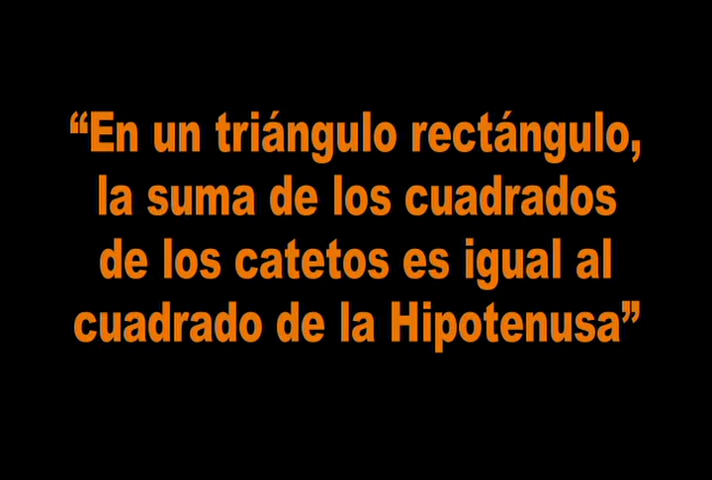 “En un triángulo rectángulo,
la suma de los cuadrados
de los catetos es igual al
cuadrado de la Hipotenusa”